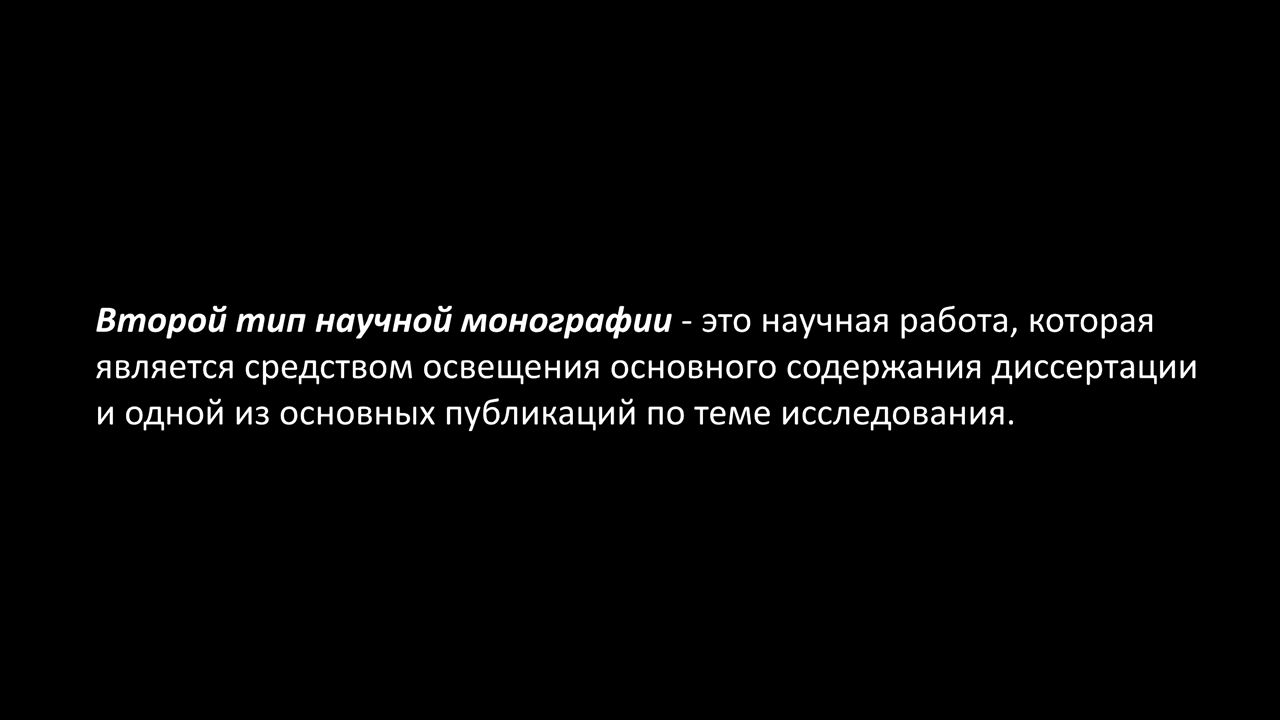 Второй тип научной монографии - это научная работа, которая
является средством освещения основного содержания диссертации
и одной из основных публикаций по теме исследования.